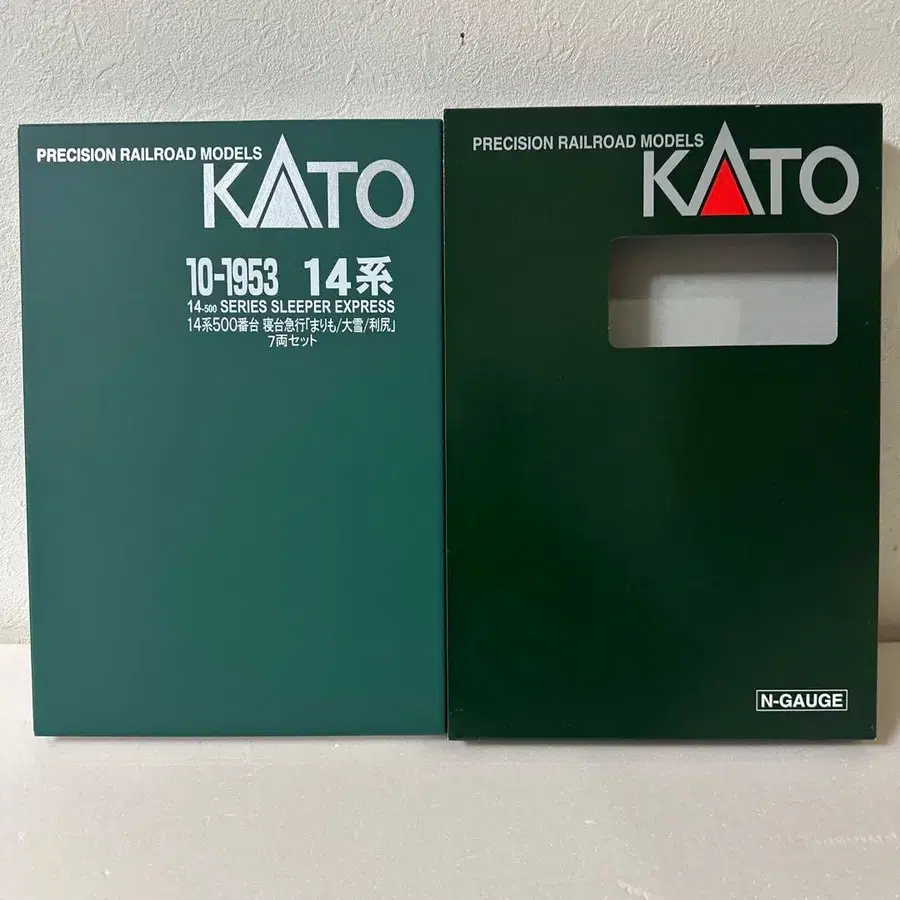 PRECISION RAILROAD MODELS
KATO
10-1953 14系
14-500 SERIES SLEEPER EXPRESS
14系500番台 寝台急行「まりも/大雪/利尻」
7両セット
PRECISION RAILROAD MODELS
KATO
N-GAUGE